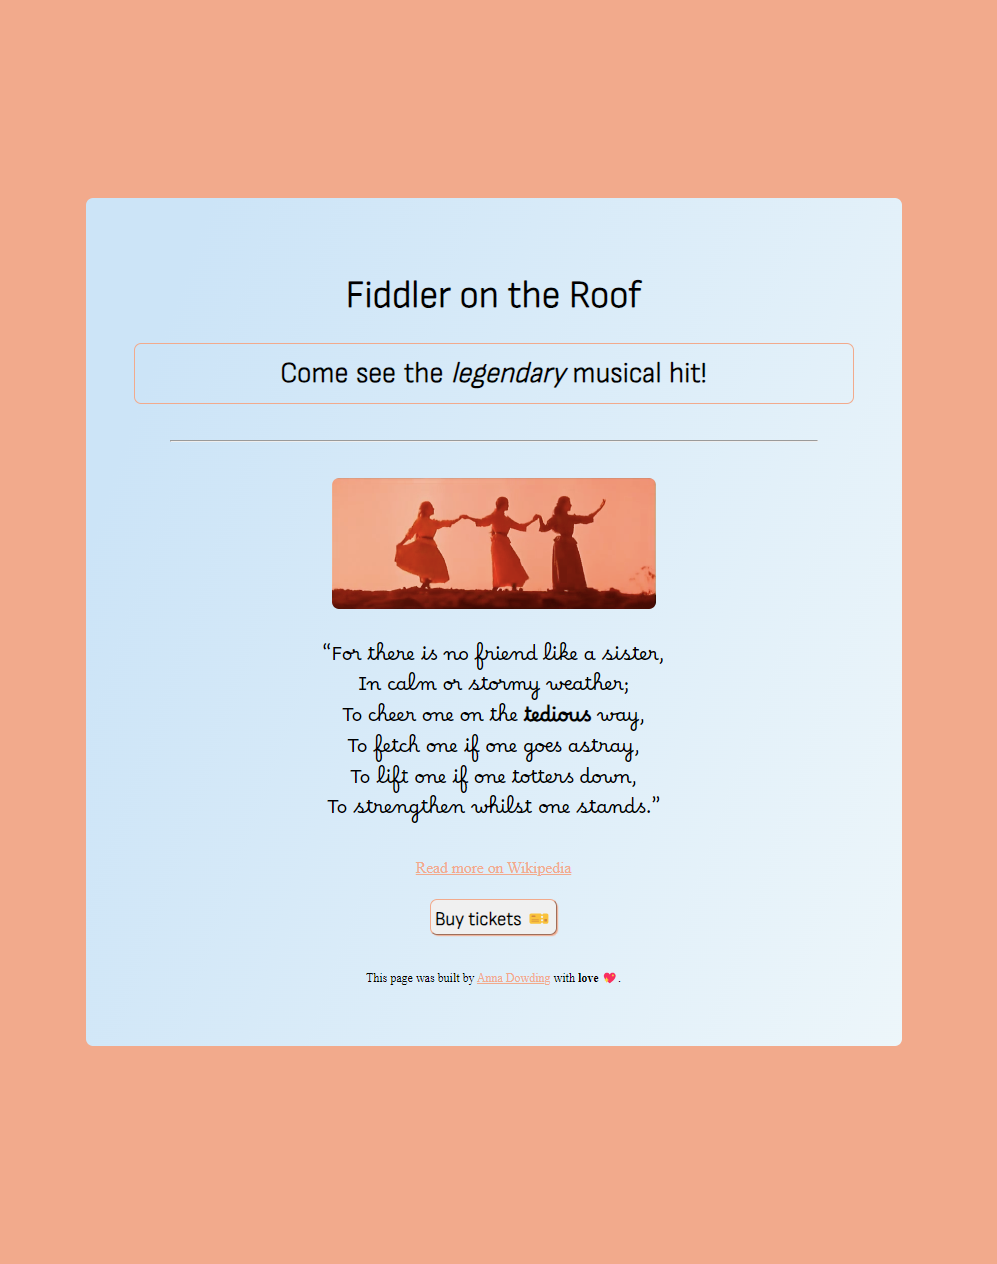 Fiddler on the Roof
Come see the legendary musical hit!
“For there is no friend like a sister,
In calm or stormy weather;
To cheer one on the tedious way,
To fetch one if one goes astray,
To lift one if one totters down,
To strengthen whilst one stands.”
Read more on Wikipedia
Buy tickets 🎫
This page was built by Anna Dowding with love 💖.